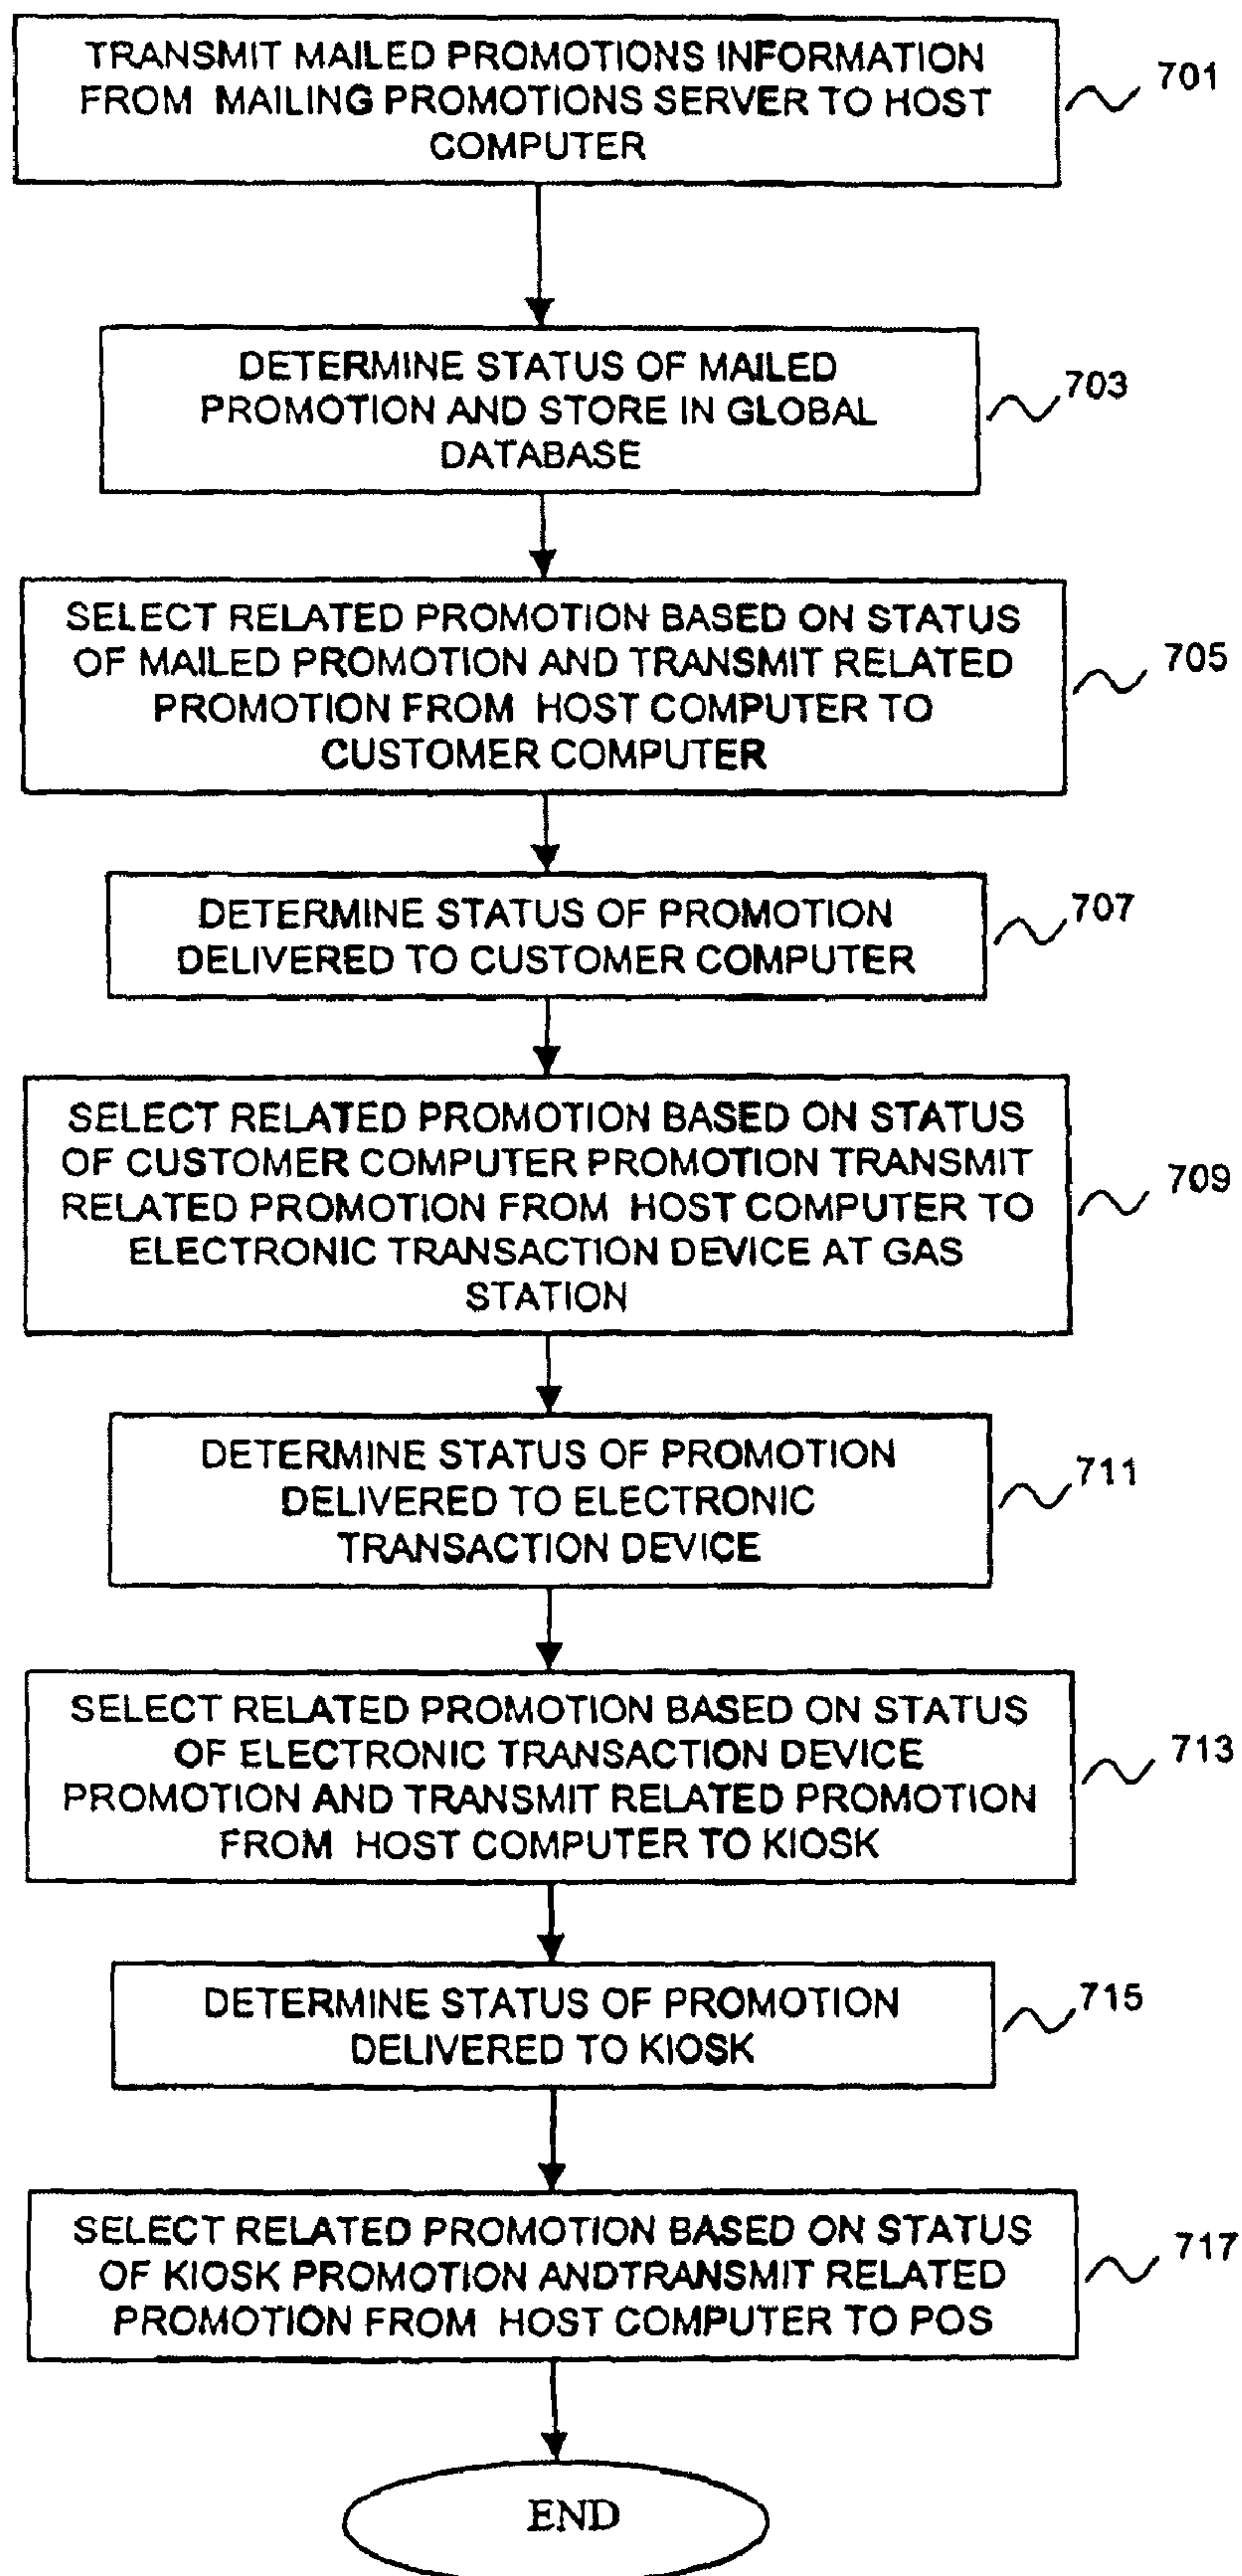 TRANSMIT MAILED PROMOTIONS INFORMATION
FROM MAILING PROMOTIONS SERVER TO HOST
COMPUTER
701
DETERMINE STATUS OF MAILED
PROMOTION AND STORE IN GLOBAL
DATABASE
703
SELECT RELATED PROMOTION BASED ON STATUS
OF MAILED PROMOTION AND TRANSMIT RELATED
PROMOTION FROM HOST COMPUTER TO
CUSTOMER COMPUTER
705
DETERMINE STATUS OF PROMOTION
DELIVERED TO CUSTOMER COMPUTER
707
SELECT RELATED PROMOTION BASED ON STATUS
OF CUSTOMER COMPUTER PROMOTION TRANSMIT
RELATED PROMOTION FROM HOST COMPUTER TO
ELECTRONIC TRANSACTION DEVICE AT GAS
STATION
709
DETERMINE STATUS OF PROMOTION
DELIVERED TO ELECTRONIC
TRANSACTION DEVICE
711
SELECT RELATED PROMOTION BASED ON STATUS
OF ELECTRONIC TRANSACTION DEVICE
PROMOTION AND TRANSMIT RELATED PROMOTION
FROM HOST COMPUTER TO KIOSK
713
DETERMINE STATUS OF PROMOTION
DELIVERED TO KIOSK
715
SELECT RELATED PROMOTION BASED ON STATUS
OF KIOSK PROMOTION ANDTRANSMIT RELATED
PROMOTION FROM HOST COMPUTER TO POS
717
END